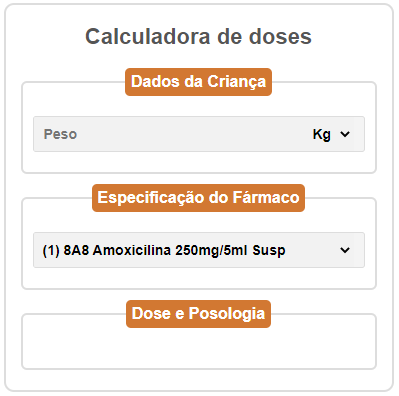 Calculadora de doses
Dados da Criança
Peso Kg
Especificação do Fármaco
(1) 8A8 Amoxicilina 250mg/5ml Susp
Dose e Posologia